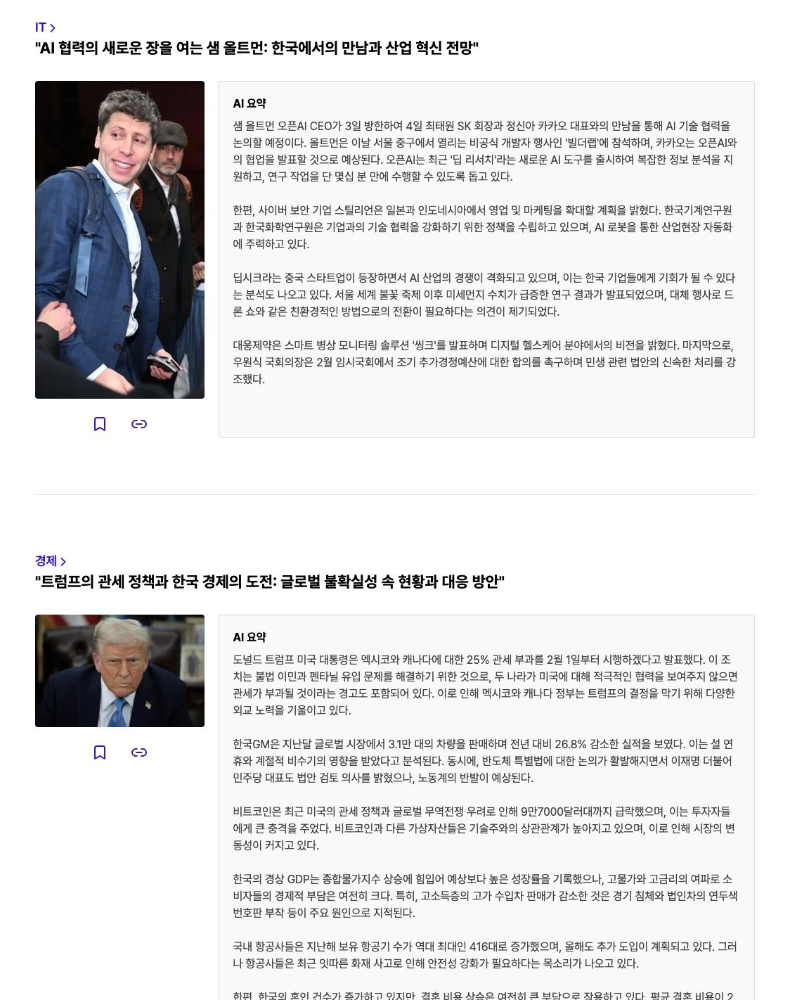 IT >
"AI 협력의 새로운 장을 여는 샘 올트먼: 한국에서의 만남과 산업 혁신 전망"
AI 요약
샘 올트먼 오픈AI CEO가 3일 방한하여 4일 최태원 SK 회장과 정신아 카카오 대표와의 만남을 통해 AI 기술 협력을
논의할 예정이다. 올트먼은 이날 서울 중구에서 열리는 비공식 개발자 행사인 '빌더랩'에 참석하며, 카카오는 오픈AI와
의 협업을 발표할 것으로 예상된다. 오픈AI는 최근 '딥 리서치'라는 새로운 AI 도구를 출시하여 복잡한 정보 분석을 지
원하고, 연구 작업을 단 몇십 분 만에 수행할 수 있도록 돕고 있다.
한편, 사이버 보안 기업 스틸리언은 일본과 인도네시아에서 영업 및 마케팅을 확대할 계획을 밝혔다. 한국기계연구원
과 한국화학연구원은 기업과의 기술 협력을 강화하기 위한 정책을 수립하고 있으며, AI 로봇을 통한 산업현장 자동화
에 주력하고 있다.
딥시크라는 중국 스타트업이 등장하면서 AI 산업의 경쟁이 격화되고 있으며, 이는 한국 기업들에게 기회가 될 수 있다
는 분석도 나오고 있다. 서울 세계 불꽃 축제 이후 미세먼지 수치가 급증한 연구 결과가 발표되었으며, 대체 행사로 드
론 쇼와 같은 친환경적인 방법으로의 전환이 필요하다는 의견이 제기되었다.
대웅제약은 스마트 병상 모니터링 솔루션 '씽크'를 발표하며 디지털 헬스케어 분야에서의 비전을 밝혔다. 마지막으로,
우원식 국회의장은 2월 임시국회에서 조기 추가경정예산에 대한 합의를 촉구하며 민생 관련 법안의 신속한 처리를 강
조했다.
경제 >
"트럼프의 관세 정책과 한국 경제의 도전: 글로벌 불확실성 속 현황과 대응 방안"
AI 요약
도널드 트럼프 미국 대통령은 멕시코와 캐나다에 대한 25% 관세 부과를 2월 1일부터 시행하겠다고 발표했다. 이 조
치는 불법 이민과 펜타닐 유입 문제를 해결하기 위한 것으로, 두 나라가 미국에 대해 적극적인 협력을 보여주지 않으면
관세가 부과될 것이라는 경고도 포함되어 있다. 이로 인해 멕시코와 캐나다 정부는 트럼프의 결정을 막기 위해 다양한
외교 노력을 기울이고 있다.
한국GM은 지난달 글로벌 시장에서 3.1만 대의 차량을 판매하며 전년 대비 26.8% 감소한 실적을 보였다. 이는 설 연
휴와 계절적 비수기의 영향을 받았다고 분석된다. 동시에, 반도체 특별법에 대한 논의가 활발해지면서 이재명 더불어
민주당 대표도 법안 검토 의사를 밝혔으나, 노동계의 반발이 예상된다.
비트코인은 최근 미국의 관세 정책과 글로벌 무역전쟁 우려로 인해 9만7000달러대까지 급락했으며, 이는 투자자들
에게 큰 충격을 주었다. 비트코인과 다른 가상자산들은 기술주와의 상관관계가 높아지고 있으며, 이로 인해 시장의 변
동성이 커지고 있다.
한국의 경상 GDP는 종합물가지수 상승에 힘입어 예상보다 높은 성장률을 기록했으나, 고물가와 고금리의 여파로 소
비자들의 경제적 부담은 여전히 크다. 특히, 고소득층의 고가 수입차 판매가 감소한 것은 경기 침체와 법인차의 연두색
번호판 부착 등이 주요 원인으로 지적된다.
국내 항공사들은 지난해 보유 항공기 수가 역대 최대인 416대로 증가했으며, 올해도 추가 도입이 계획되고 있다. 그러
나 항공사들은 최근 잇따른 화재 사고로 인해 안전성 강화가 필요하다는 목소리가 나오고 있다.
한편, 한국의 혼인 건수가 증가하고 있지만, 결혼 비용 상승은 여전히 큰 부담으로 작용하고 있다. 평균 결혼 비용이 2